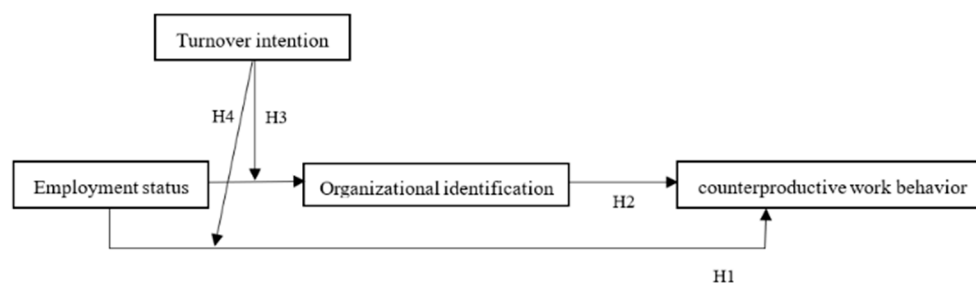 Turnover intention
H4
H3
Employment status
Organizational identification
H2
counterproductive work behavior
H1